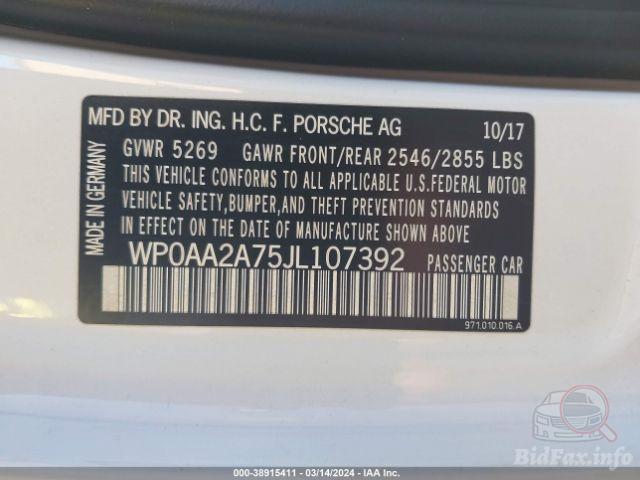 MFD BY DR. ING. H.C. F. PORSCHE AG 10/17
GVWR 5269 GAWR FRONT/REAR 2546/2855 LBS
THIS VEHICLE CONFORMS TO ALL APPLICABLE U.S.FEDERAL MOTOR
VEHICLE SAFETY,BUMPER,AND THEFT PREVENTION STANDARDS
IN EFFECT ON THE DATE OF MANUFACTURE SHOWN ABOVE.
WP0AA2A75JL107392 PASSENGER CAR
MADE IN GERMANY
971.010.016.A
BidFax.info
000-38915411 - 03/14/2024 - IAA Inc.